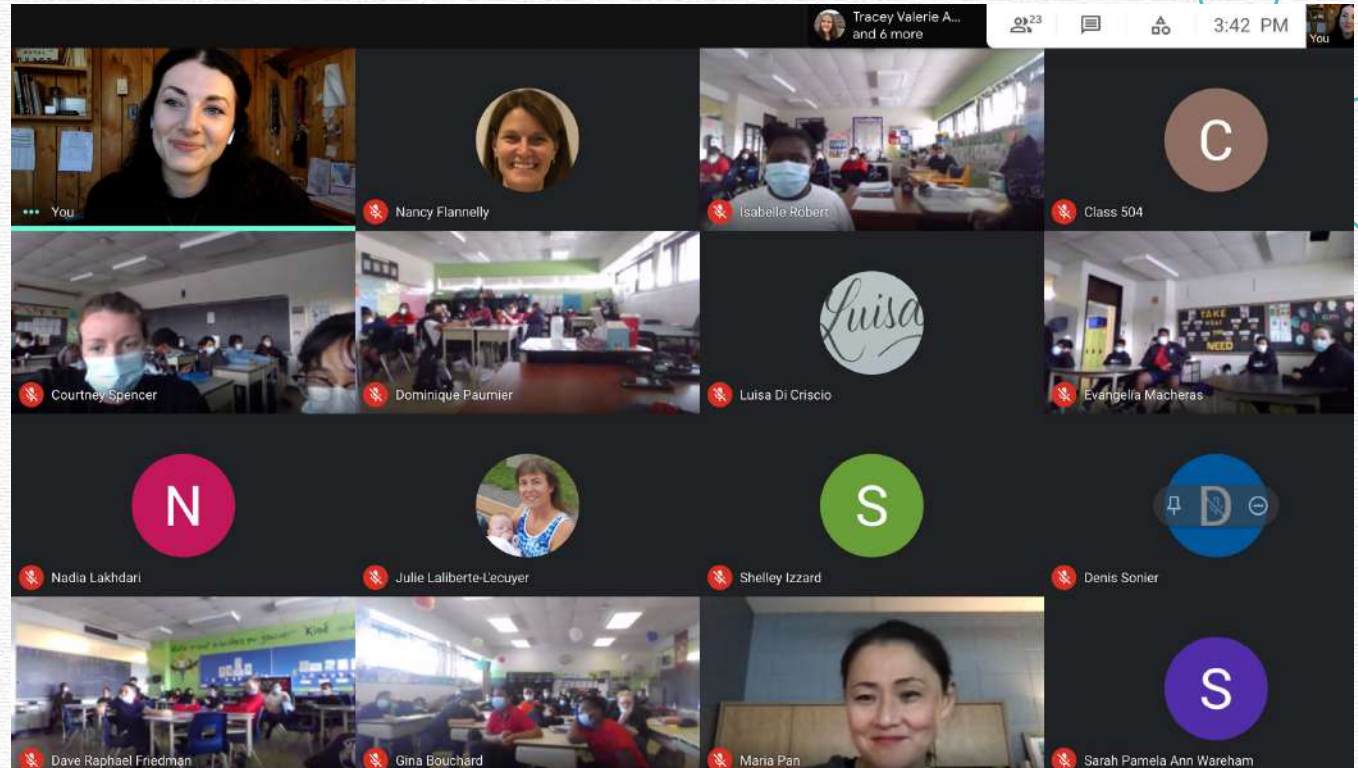 Tracey Valerie A...
and 6 more
23
3:42 PM
You
You
Nancy Flannelly
Isabelle Robert
C
Class 504
Courtney Spencer
Dominique Paumier
Luisa
Luisa Di Criscio
TAKE
WHAT
NEED
Evangelia Macheras
N
Nadia Lakhdari
Julie Laliberte-L'ecuyer
S
Shelley Izzard
D
Denis Sonier
Kind
Dave Raphael Friedman
Gina Bouchard
Maria Pan
S
Sarah Pamela Ann Wareham